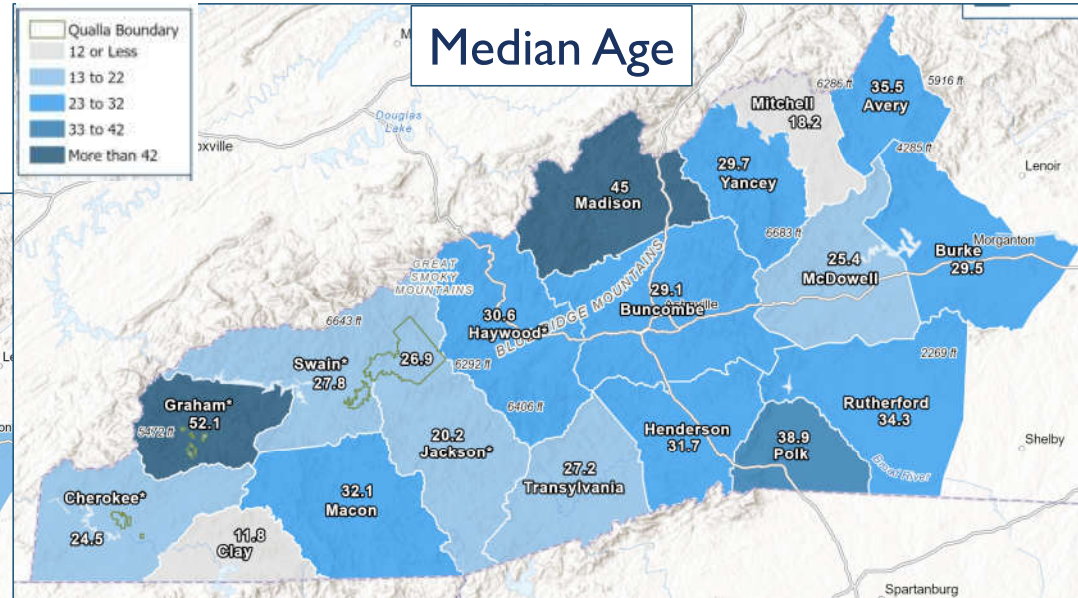 Median Age
Qualla Boundary
12 or Less
13 to 22
23 to 32
33 to 42
More than 42
oxville
Douglas
Lake
M
6286 ft
35.5
Avery
5916 ft
Mitchell
18.2
4285 ft
Lenoir
29.7
Yancey
45
Madison
6683 ft
25.4
McDowell
Burke
Morganton
29.5
GREAT
SMOKY
MOUNTAINS
BLUE RIDGE MOUNTAINS
29.1
Buncombe
30.6
Haywood*
6643 ft
Swain*
27.8
26.9
6292 ft
2269 ft
Graham*
52.1
5472 ft
6406 ft
Rutherford
34.3
20.2
Jackson*
Henderson
31.7
38.9
Polk
Shelby
27.2
Transylvania
Broad River
Cherokee*
24.5
32.1
Macon
11.8
Clay
Spartanburg